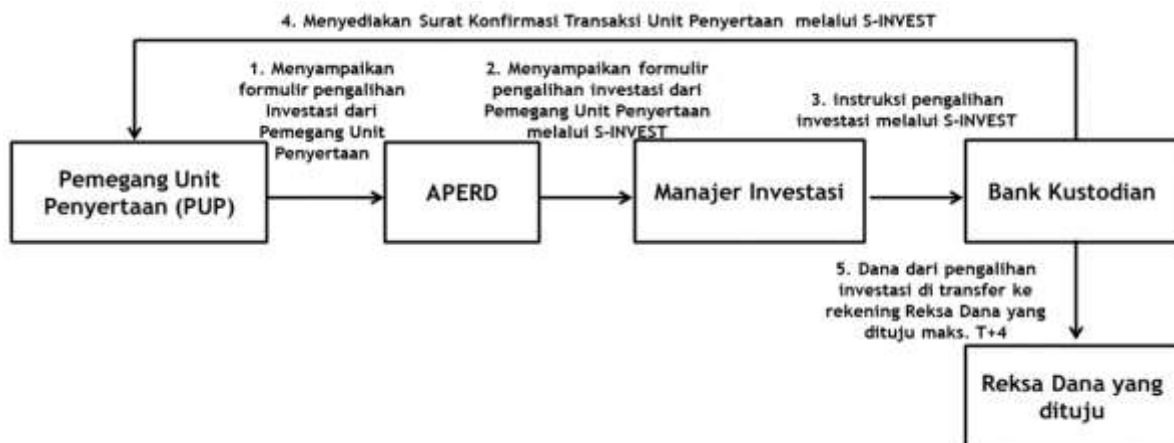 4. Menyediakan Surat Konfirmasi Transaksi Unit Penyertaan melalui S-INVEST
1. Menyampaikan
formulir pengalihan
Investasi dari
Pemegang Unit
Penyertaan
2. Menyampaikan formulir
pengalihan investasi dari
Pemegang Unit Penyertaan
melalui S-INVEST
3. instruksi pengalihan
investasi melalui S-INVEST
Pemegang Unit
Penyertaan (PUP)
APERD
Manajer Investasi
Bank Kustodian
5. Dana dari pengalihan
investasi di transfer ke
rekening Reksa Dana yang
dituju maks. T+4
Reksa Dana yang
dituju